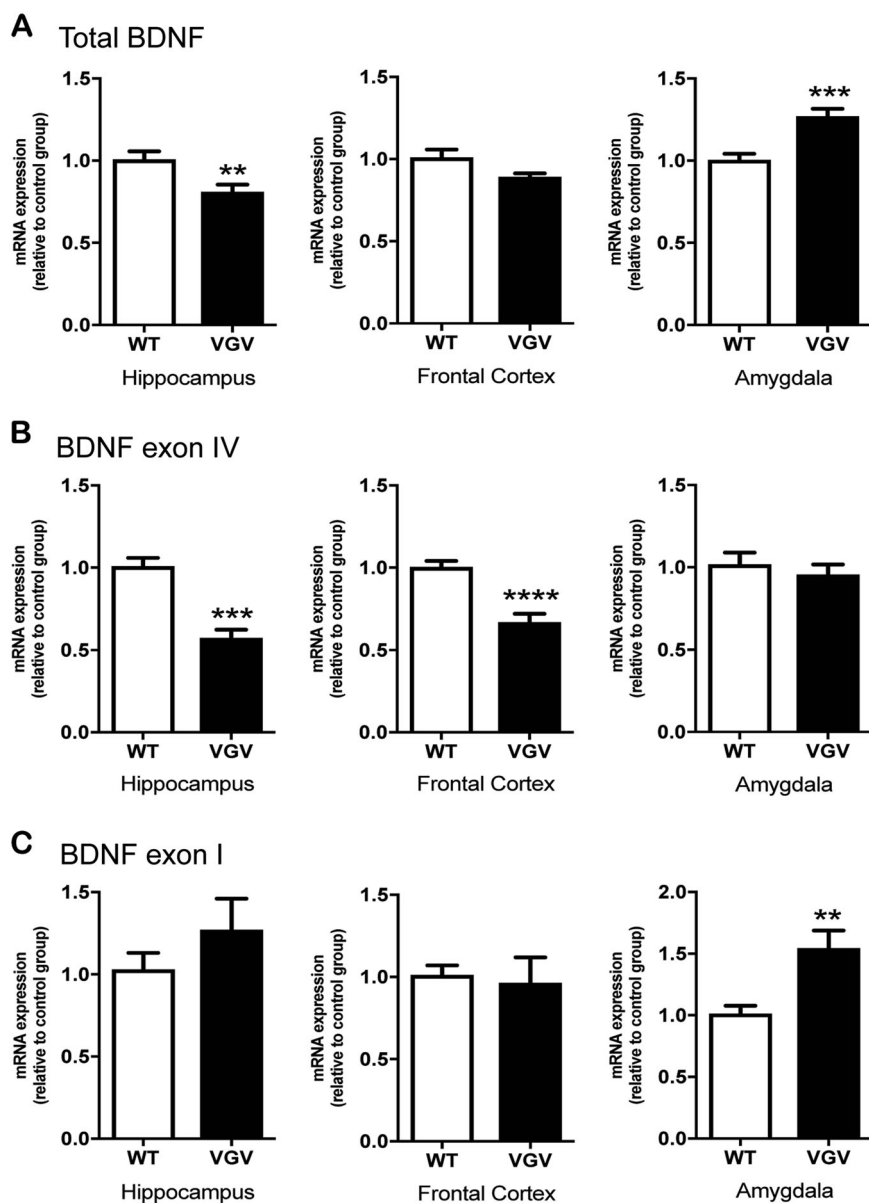 A
Total BDNF
mRNA expression
(relative to control group)
1.5
1.0
0.5
0.0
**
WT VGV
Hippocampus
mRNA expression
(relative to control group)
1.5
1.0
0.5
0.0
WT VGV
Frontal Cortex
mRNA expression
(relative to control group)
1.5
1.0
0.5
0.0
***
WT VGV
Amygdala
B
BDNF exon IV
mRNA expression
(relative to control group)
1.5
1.0
0.5
0.0
***
WT VGV
Hippocampus
mRNA expression
(relative to control group)
1.5
1.0
0.5
0.0
****
WT VGV
Frontal Cortex
mRNA expression
(relative to control group)
1.5
1.0
0.5
0.0
WT VGV
Amygdala
C
BDNF exon I
mRNA expression
(relative to control group)
1.5
1.0
0.5
0.0
WT VGV
Hippocampus
mRNA expression
(relative to control group)
1.5
1.0
0.5
0.0
WT VGV
Frontal Cortex
mRNA expression
(relative to control group)
2.0
1.5
1.0
0.5
0.0
**
WT VGV
Amygdala